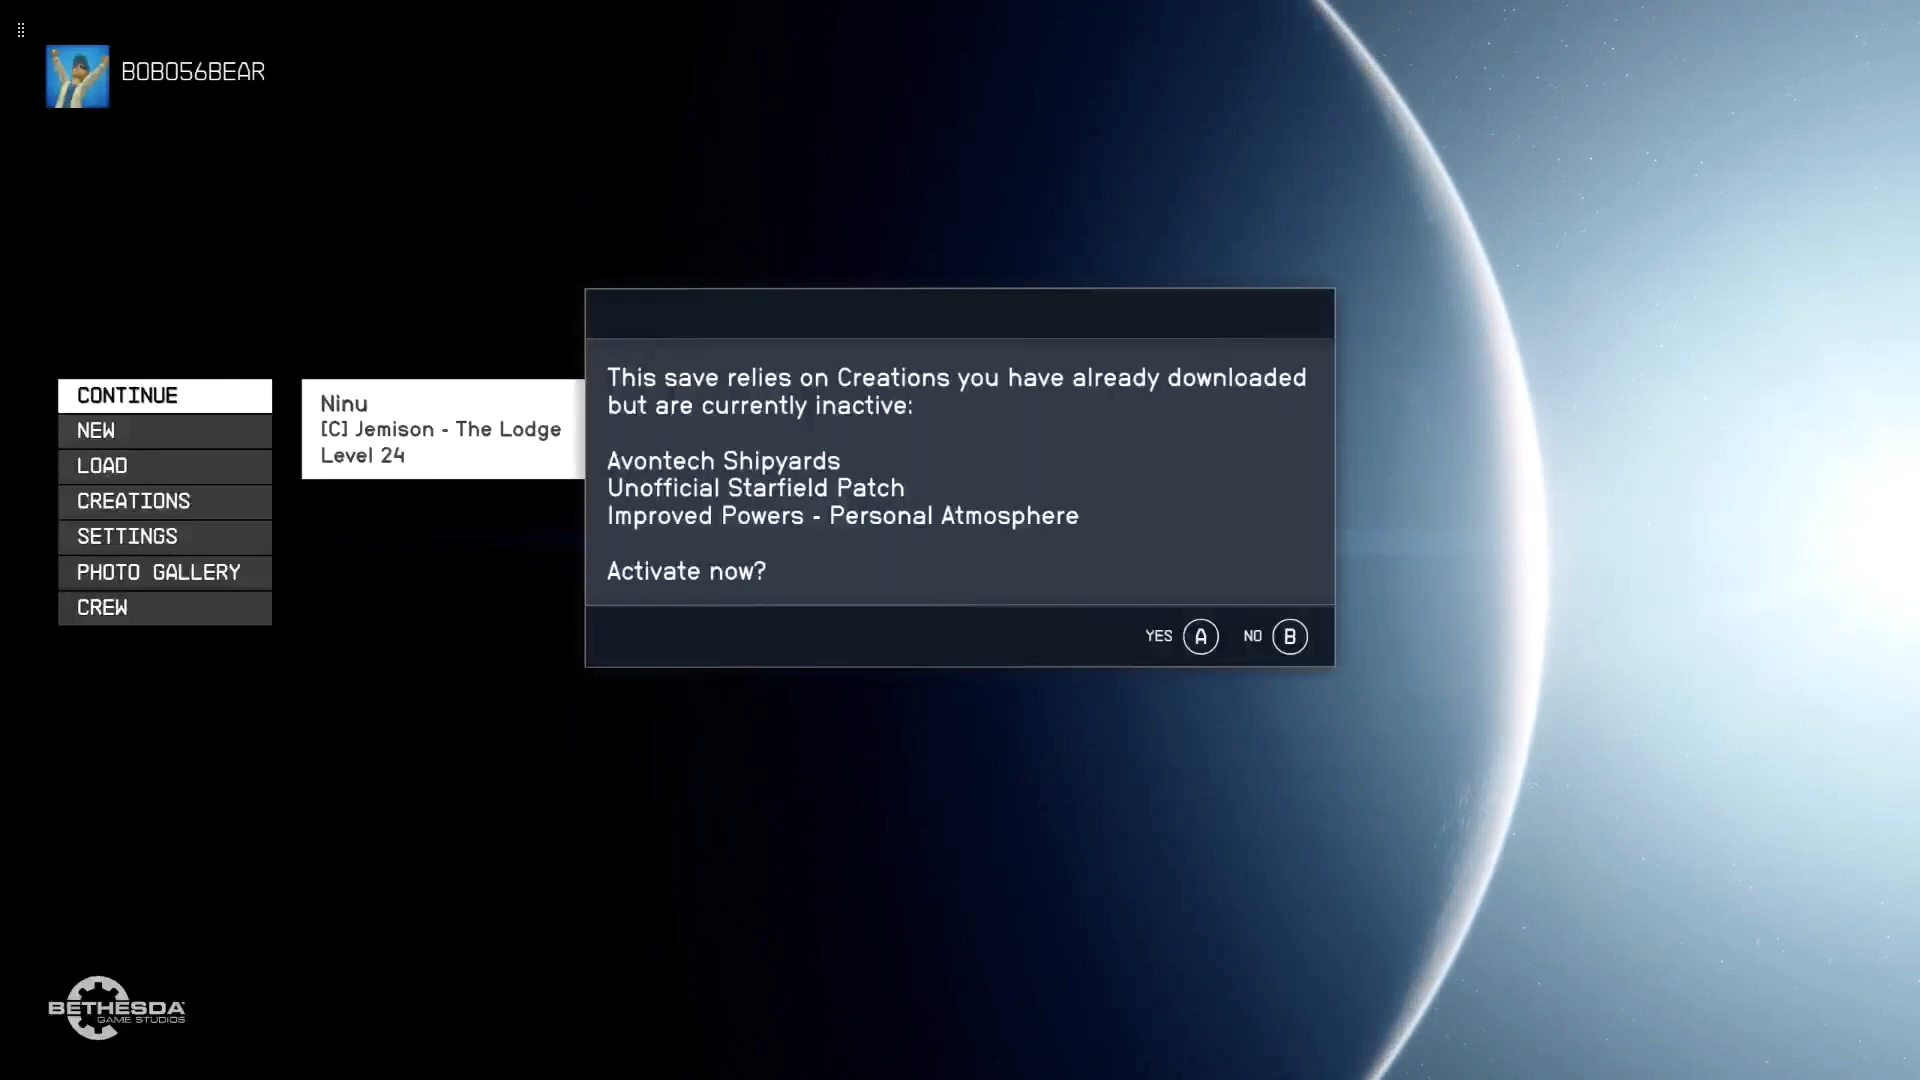 BOBO56BEAR
CONTINUE
NEW
LOAD
CREATIONS
SETTINGS
PHOTO GALLERY
CREW
Ninu
[C] Jemison - The Lodge
Level 24
This save relies on Creations you have already downloaded
but are currently inactive:
Avontech Shipyards
Unofficial Starfield Patch
Improved Powers - Personal Atmosphere
Activate now?
YES A NO B
BETHESDA
GAME STUDIOS